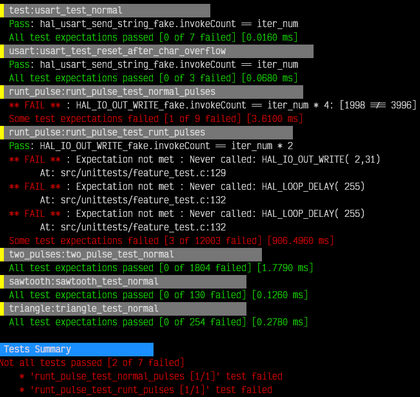 test:usart_test_normal
Pass: hal_usart_send_string_fake.invokeCount == iter_num
All test expectations passed [0 of 7 failed] [0.0160 ms]
usart:usart_test_reset_after_char_overflow
All test expectations passed [0 of 3 failed] [0.0680 ms]
runt_pulse:runt_pulse_test_normal_pulses
** FAIL ** : HAL_IO_OUT_WRITE_fake.invokeCount == iter_num * 4: [1998 =/= 3996]
Some test expectations failed [1 of 9 failed] [3.6100 ms]
runt_pulse:runt_pulse_test_runt_pulses
Pass: HAL_IO_OUT_WRITE_fake.invokeCount == iter_num * 2
** FAIL ** : Expectation not met : Never called: HAL_IO_OUT_WRITE( 2,31)
At: src/unittests/feature_test.c:129
** FAIL ** : Expectation not met : Never called: HAL_LOOP_DELAY( 255)
At: src/unittests/feature_test.c:132
** FAIL ** : Expectation not met : Never called: HAL_LOOP_DELAY( 255)
At: src/unittests/feature_test.c:132
Some test expectations failed [3 of 12003 failed] [906.4960 ms]
two_pulses:two_pulse_test_normal
All test expectations passed [0 of 1804 failed] [1.7790 ms]
sawtooth:sawtooth_test_normal
All test expectations passed [0 of 130 failed] [0.1260 ms]
triangle:triangle_test_normal
All test expectations passed [0 of 254 failed] [0.2780 ms]
Tests Summary
Not all tests passed [2 of 7 failed]
* 'runt_pulse_test_normal_pulses [1/1]' test failed
* 'runt_pulse_test_runt_pulses [1/1]' test failed